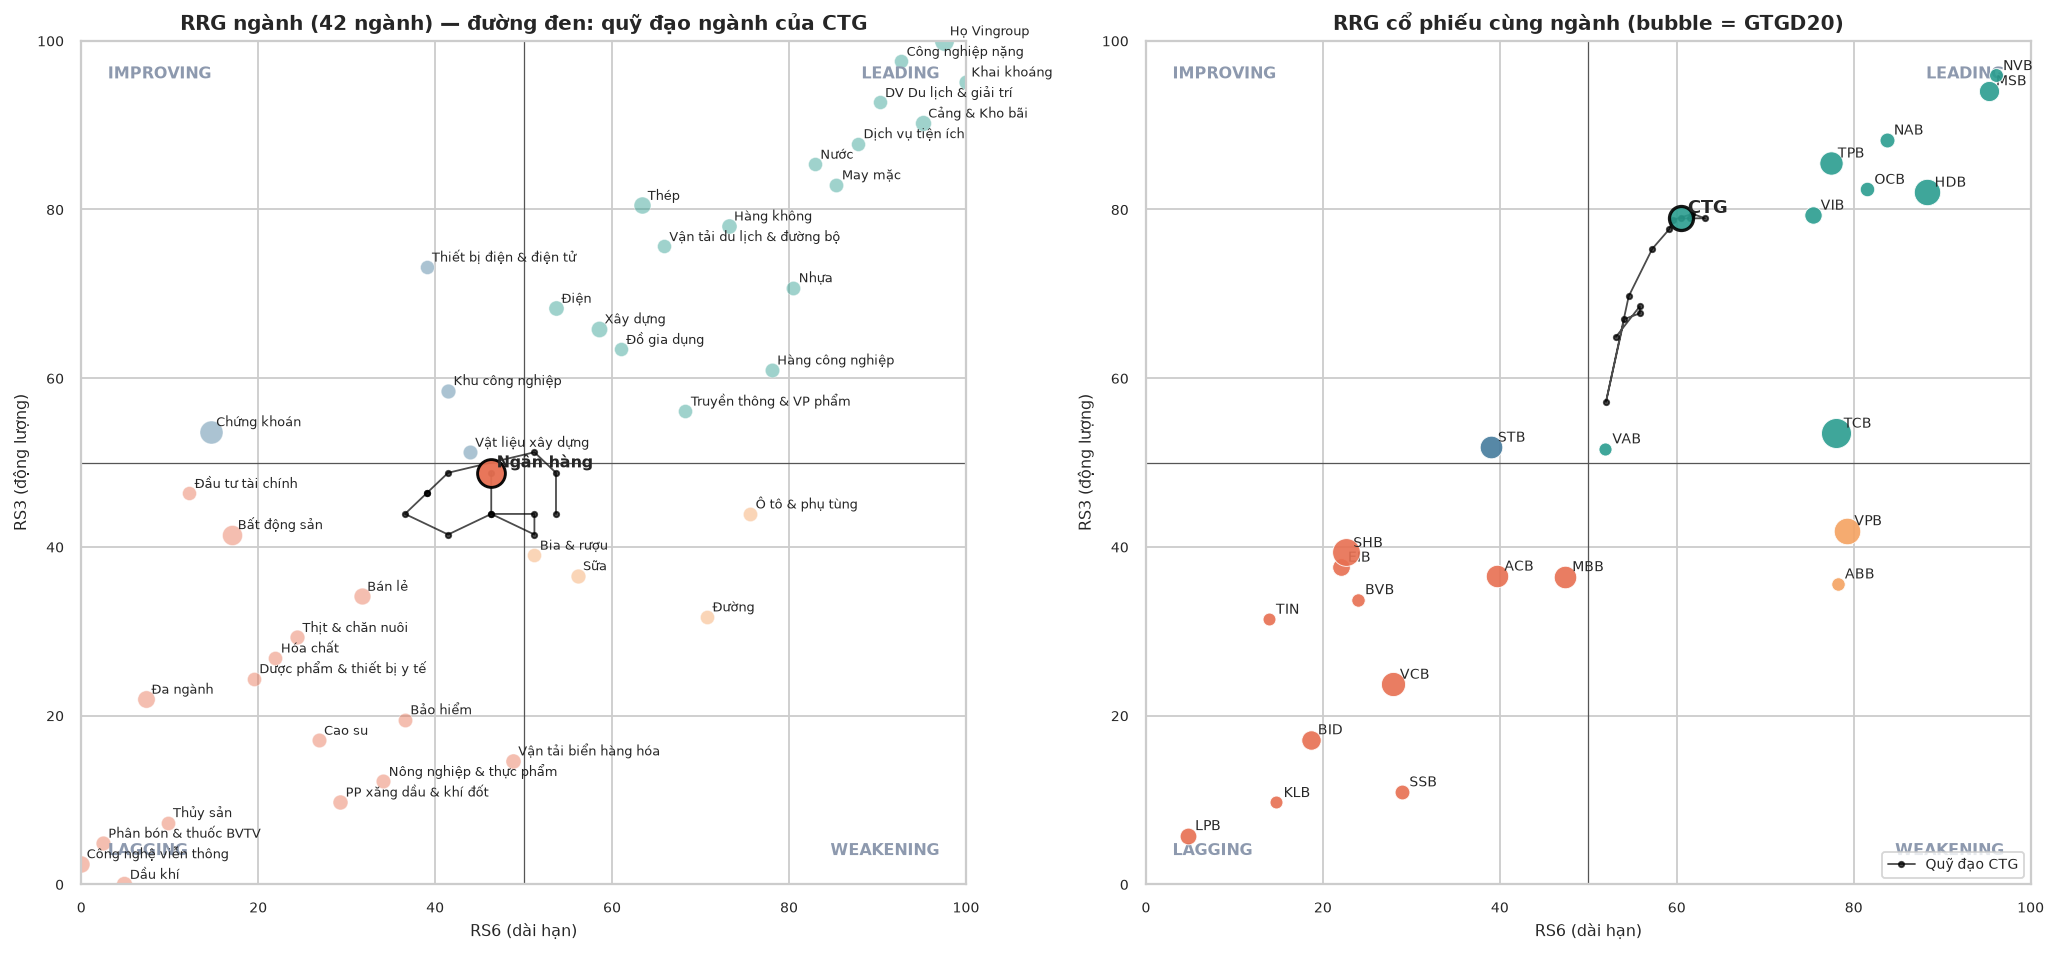 RRG ngành (42 ngành) — đường đen: quỹ đạo ngành của CTG
IMPROVING
LEADING
Họ Vingroup
Công nghiệp nặng
Khai khoáng
DV Du lịch & giải trí
Cảng & Kho bãi
Dịch vụ tiện ích
Nước
May mặc
Thép
Hàng không
Vận tải du lịch & đường bộ
Thiết bị điện & điện tử
Nhựa
Điện
Xây dựng
Đồ gia dụng
Hàng công nghiệp
Khu công nghiệp
Truyền thông & VP phẩm
Chứng khoán
Vật liệu xây dựng
Ngân hàng
Đầu tư tài chính
Ô tô & phụ tùng
Bất động sản
Bia & rượu
Sữa
Bán lẻ
Đường
Thịt & chăn nuôi
Hóa chất
Dược phẩm & thiết bị y tế
Đa ngành
Bảo hiểm
Cao su
Vận tải biển hàng hóa
Nông nghiệp & thực phẩm
PP xăng dầu & khí đốt
Thủy sản
Phân bón & thuốc BVTV
LAGGING
WEAKENING
Công nghệ viễn thông
Dầu khí
100
80
60
40
20
0
0 20 40 60 80 100
RS3 (động lượng)
RS6 (dài hạn)
RRG cổ phiếu cùng ngành (bubble = GTGD20)
IMPROVING
LEADING
NVB
MSB
NAB
TPB
OCB
HDB
VIB
CTG
TCB
STB
VAB
VPB
SHB
EIB
ACB
MBB
ABB
BVB
TIN
VCB
BID
SSB
KLB
LPB
LAGGING
WEAKENING
Quỹ đạo CTG
100
80
60
40
20
0
0 20 40 60 80 100
RS3 (động lượng)
RS6 (dài hạn)